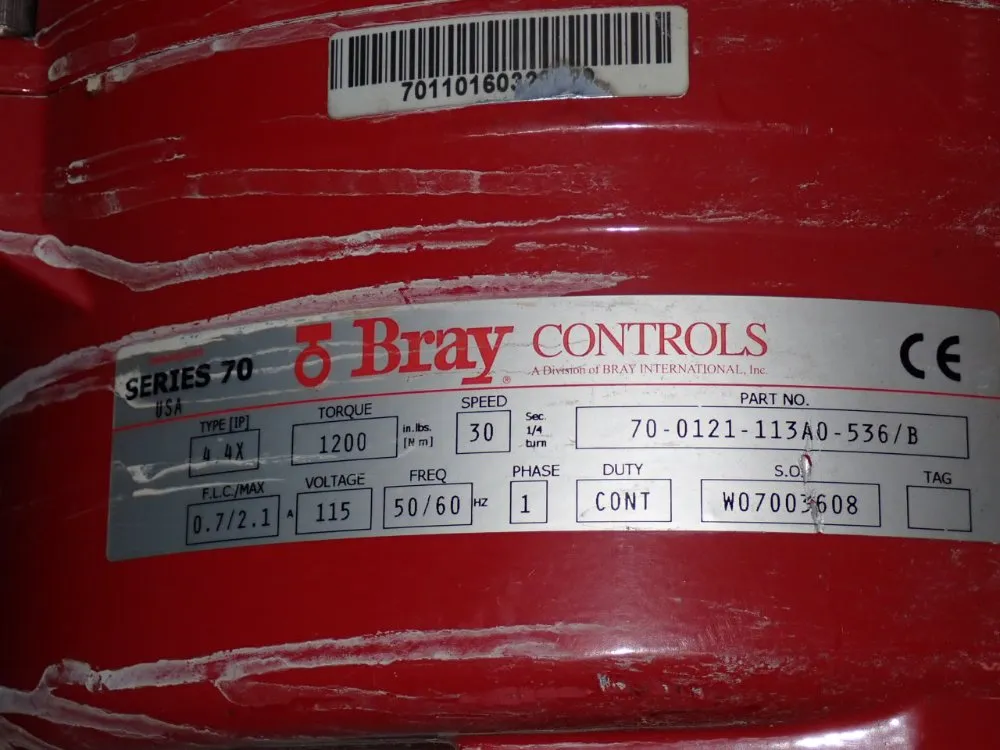 70110160
SERIES 70
USA
Bray®
CONTROLS
A Division of BRAY INTERNATIONAL, Inc.
CE
TYPE [IP]
4 4X
TORQUE
1200
in.lbs.
[Nm]
SPEED
30
Sec.
1/4
turn
PART NO.
70-0121-113A0-536/B
F.L.C./MAX
0.7/2.1 A
VOLTAGE
115
FREQ
50/60 HZ
PHASE
1
DUTY
CONT
S.O.
W07003608
TAG